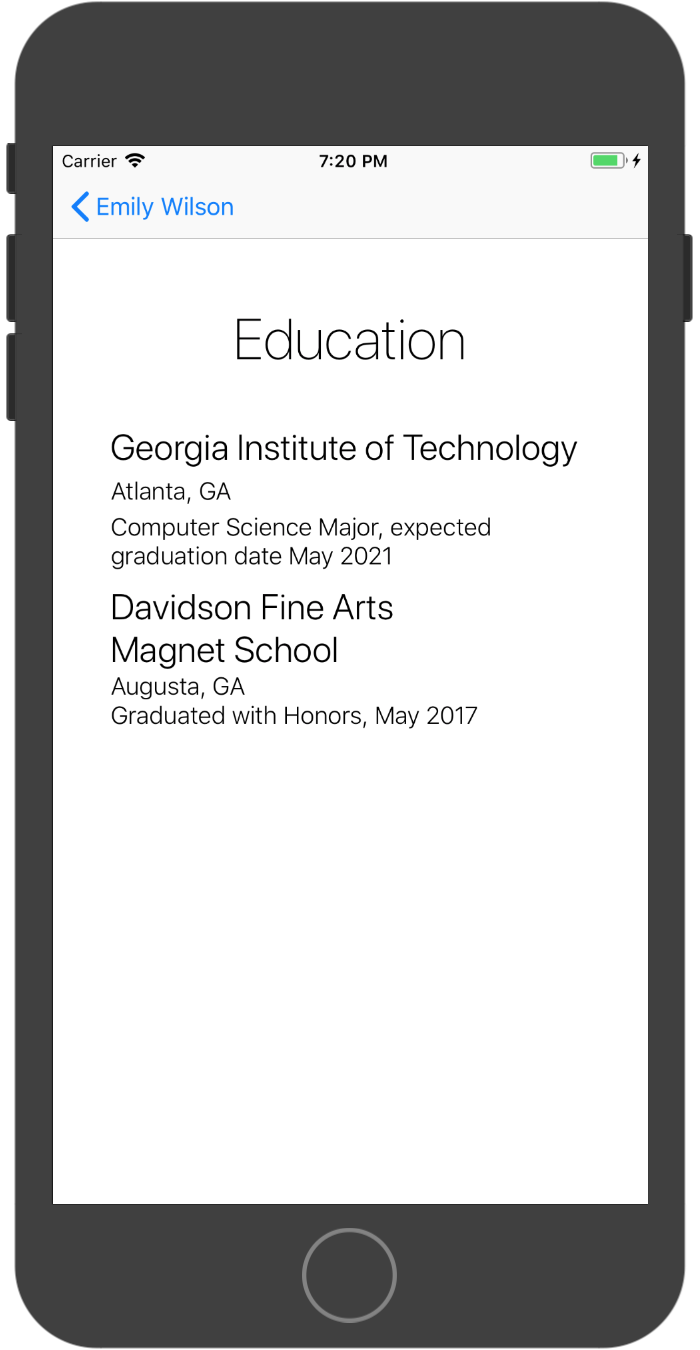 Carrier 7:20 PM
Emily Wilson
Education
Georgia Institute of Technology
Atlanta, GA
Computer Science Major, expected
graduation date May 2021
Davidson Fine Arts
Magnet School
Augusta, GA
Graduated with Honors, May 2017